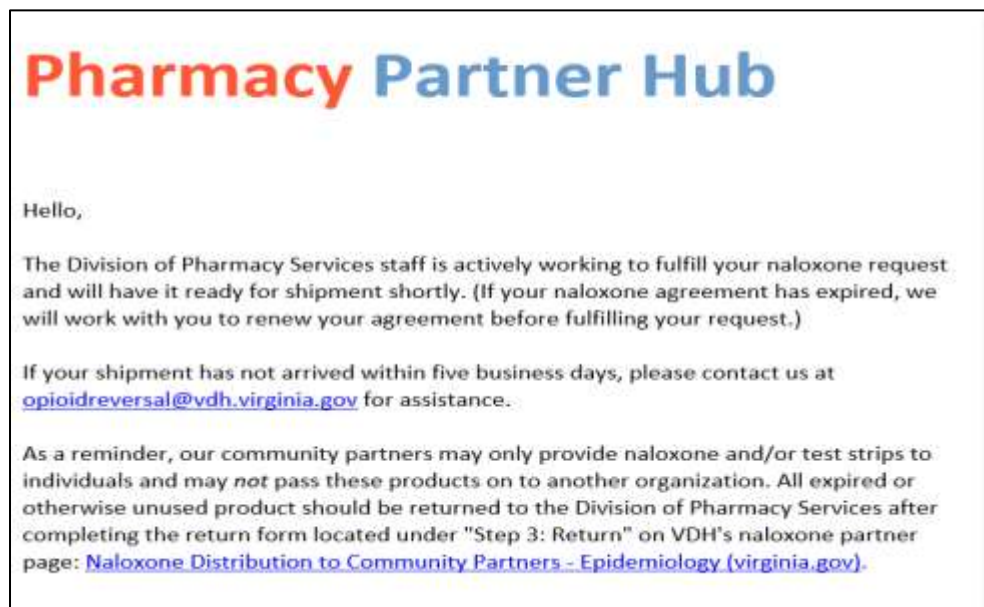 Pharmacy Partner Hub
Hello,
The Division of Pharmacy Services staff is actively working to fulfill your naloxone request
and will have it ready for shipment shortly. (If your naloxone agreement has expired, we
will work with you to renew your agreement before fulfilling your request.)
If your shipment has not arrived within five business days, please contact us at
opioidreversal@vdh.virginia.gov for assistance.
As a reminder, our community partners may only provide naloxone and/or test strips to
individuals and may not pass these products on to another organization. All expired or
otherwise unused product should be returned to the Division of Pharmacy Services after
completing the return form located under "Step 3: Return" on VDH's naloxone partner
page: Naloxone Distribution to Community Partners - Epidemiology (virginia.gov).